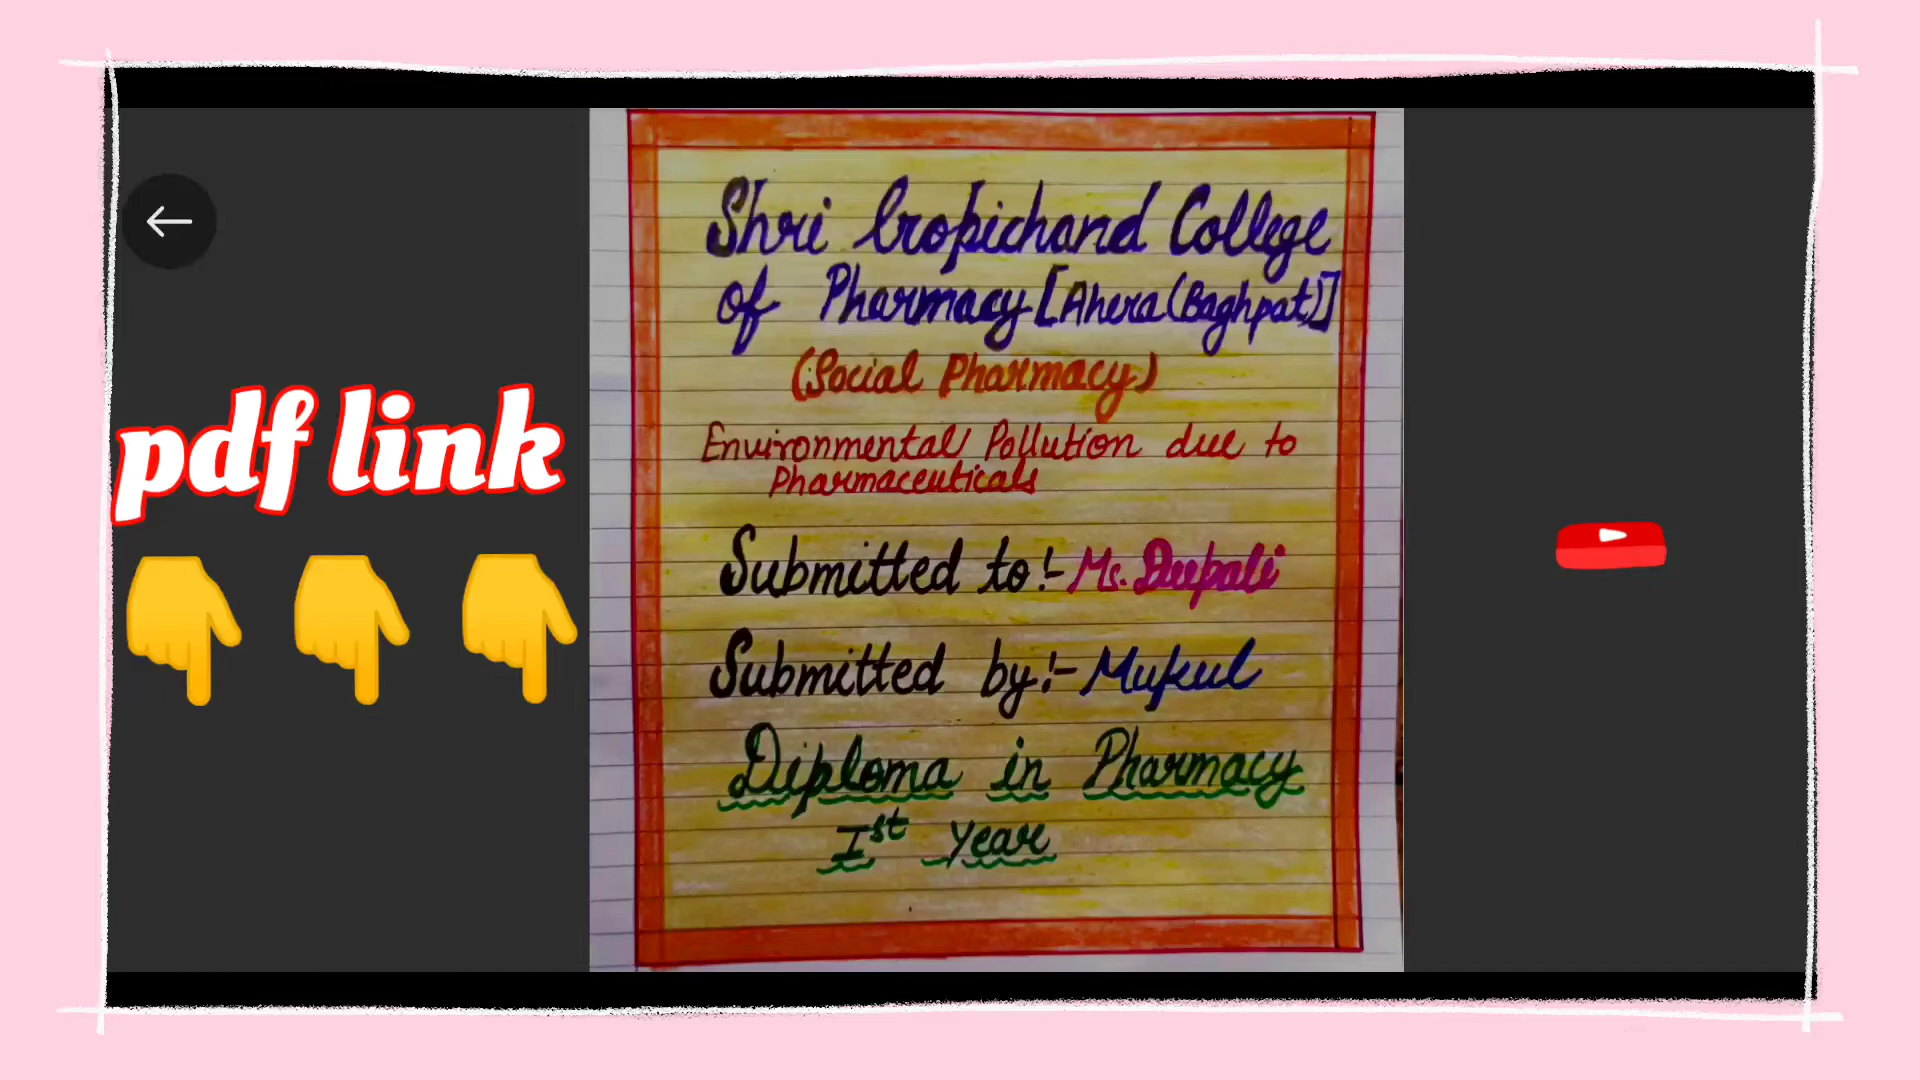 Shri Gopichand College
of Pharmacy [Ahera (Baghpat)]
(Social Pharmacy)
Environmental Pollution due to
Pharmaceuticals
Submitted to:- Ms. Deepali
Submitted by:- Mukul
Diploma in Pharmacy
Ist Year
pdf link